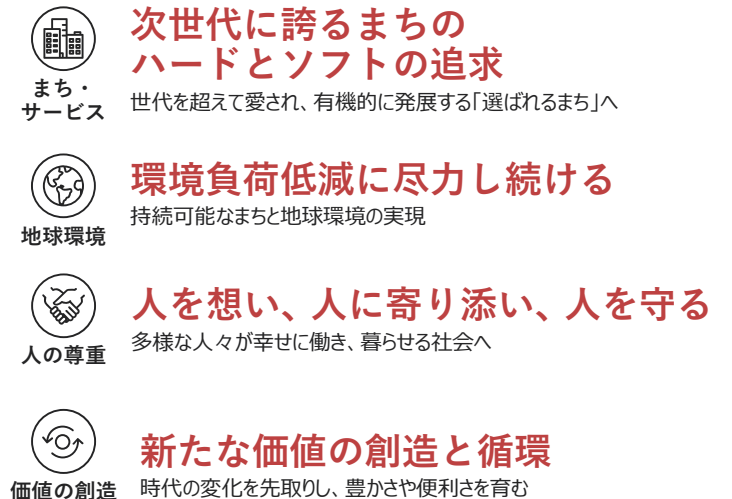 まち・
サービス
次世代に誇るまちの
ハードとソフトの追求
世代を超えて愛され、有機的に発展する「選ばれるまち」へ
地球環境
環境負荷低減に尽力し続ける
持続可能なまちと地球環境の実現
人の尊重
人を想い、人に寄り添い、人を守る
多様な人々が幸せに働き、暮らせる社会へ
価値の創造
新たな価値の創造と循環
時代の変化を先取りし、豊かさや便利さを育む